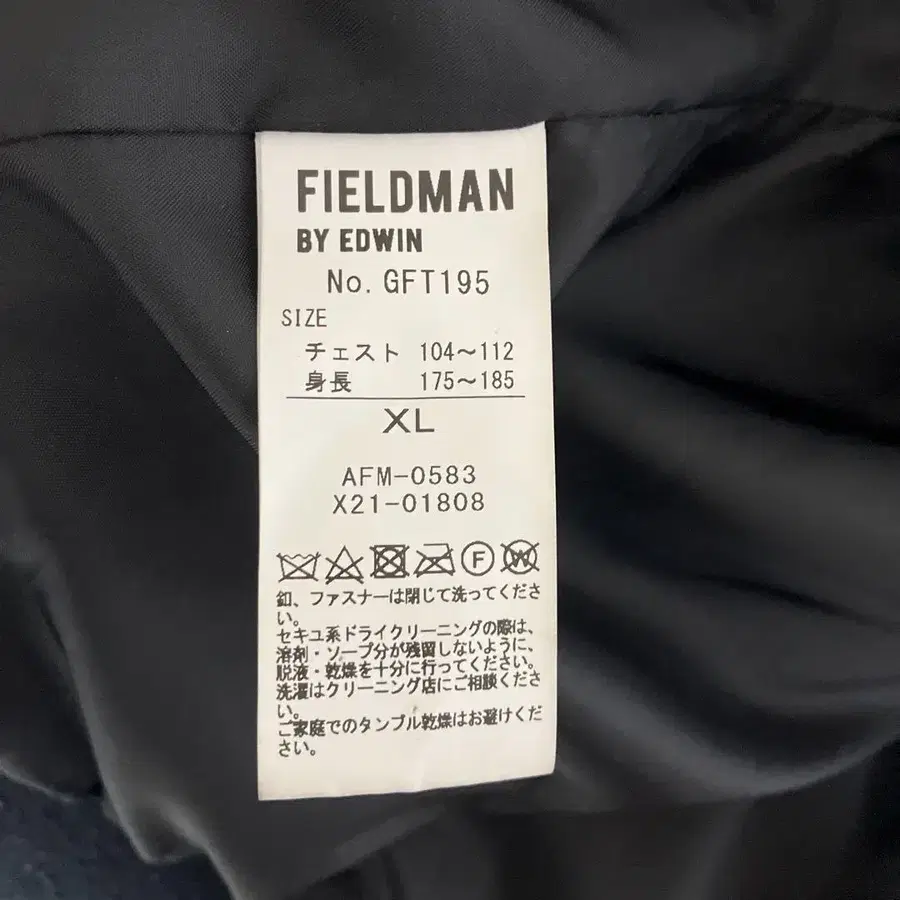 FIELDMAN
BY EDWIN
No. GFT195
SIZE
チェスト 104〜112
身長 175〜185
XL
AFM-0583
X21-01808
F
W
釦、ファスナーは閉じて洗ってくださ
い。
セキユ系ドライクリーニングの際は、
溶剤・ソープ分が残留しないように、
脱液・乾燥を十分に行ってください。
洗濯はクリーニング店にご相談くださ
い。
ご家庭でのタンブル乾燥はお避けくだ
さい。